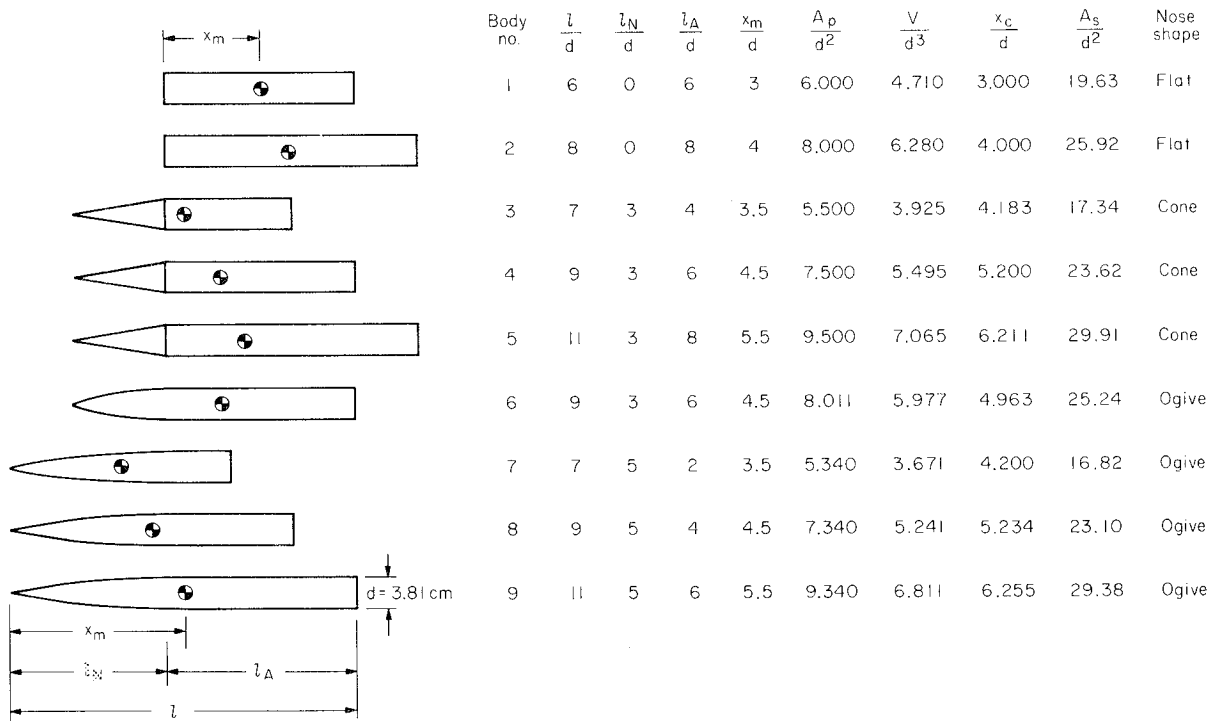 Body no. l/d l_N/d l_A/d x_m/d A_p/d² V/d³ x_c/d A_s/d² Nose shape
x_m
1 6 0 6 3 6.000 4.710 3.000 19.63 Flat
2 8 0 8 4 8.000 6.280 4.000 25.92 Flat
3 7 3 4 3.5 5.500 3.925 4.183 17.34 Cone
4 9 3 6 4.5 7.500 5.495 5.200 23.62 Cone
5 11 3 8 5.5 9.500 7.065 6.211 29.91 Cone
6 9 3 6 4.5 8.011 5.977 4.963 25.24 Ogive
7 7 5 2 3.5 5.340 3.671 4.200 16.82 Ogive
8 9 5 4 4.5 7.340 5.241 5.234 23.10 Ogive
d = 3.81 cm
9 11 5 6 5.5 9.340 6.811 6.255 29.38 Ogive
x_m
l_N l_A
l